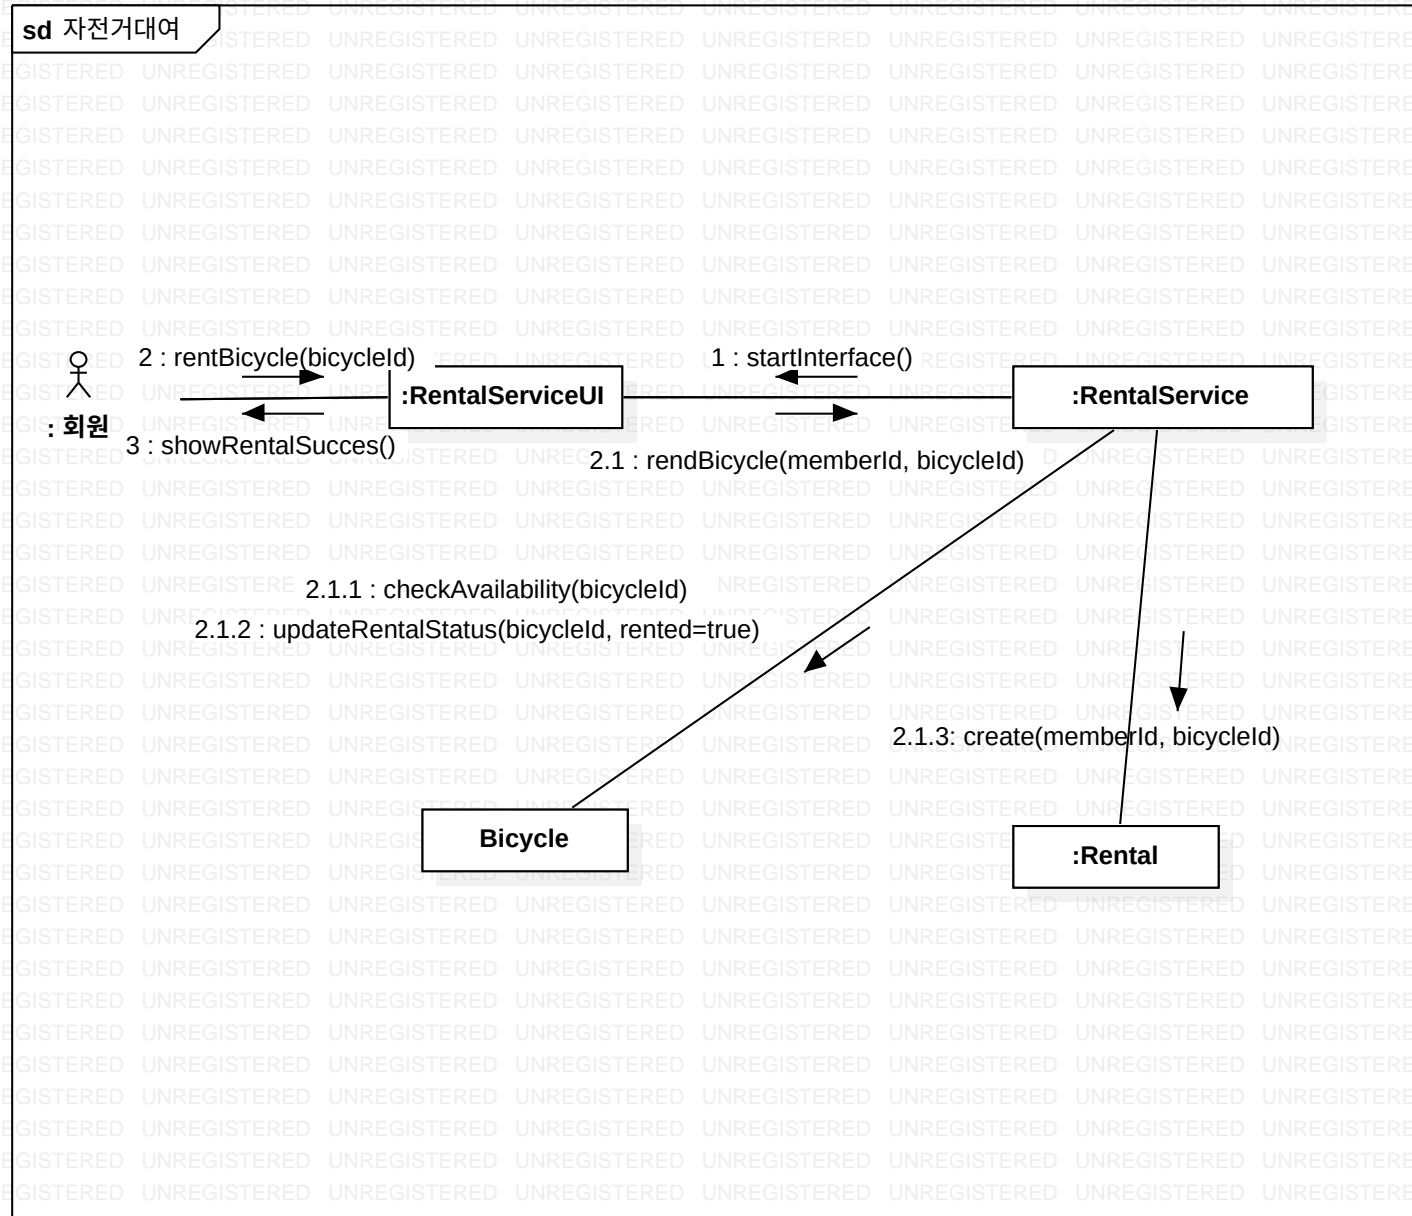 sd 자전거대여
2 : rentBicycle(bicycleId)
1 : startInterface()
:RentalServiceUI
:RentalService
: 회원
3 : showRentalSucces()
2.1 : rendBicycle(memberId, bicycleId)
2.1.1 : checkAvailability(bicycleId)
2.1.2 : updateRentalStatus(bicycleId, rented=true)
2.1.3: create(memberId, bicycleId)
Bicycle
:Rental
UNREGISTERED